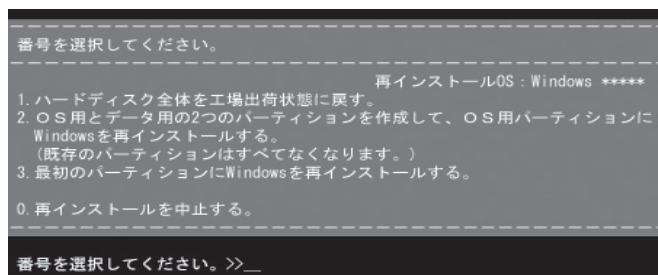 番号を選択してください。
再インストールOS：Windows *****
1.ハードディスク全体を工場出荷状態に戻す。
2.ＯＳ用とデータ用の2つのパーティションを作成して、ＯＳ用パーティションに
Windowsを再インストールする。
（既存のパーティションはすべてなくなります。）
3.最初のパーティションにWindowsを再インストールする。
0.再インストールを中止する。
番号を選択してください。>>_